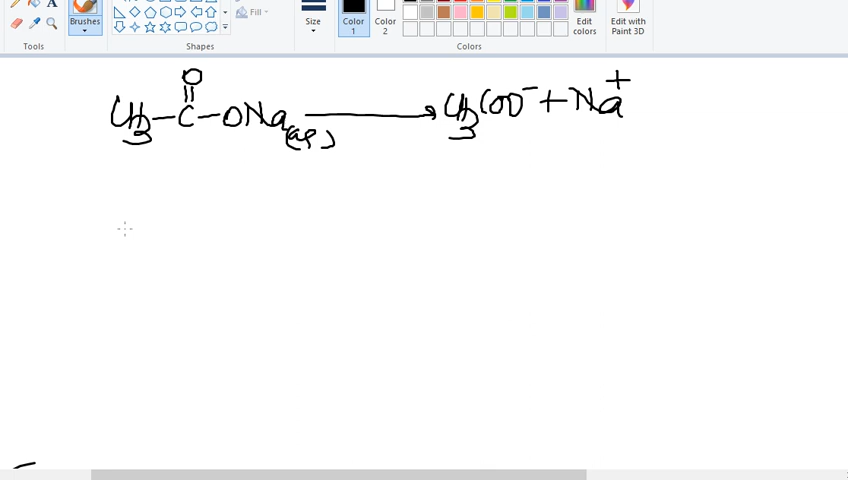 Brushes
Fill
Size
Color 1
Color 2
Edit colors
Edit with Paint 3D
Tools
Shapes
Colors
O
CH3–C–ONa(aq) → CH3COO⁻ + Na⁺